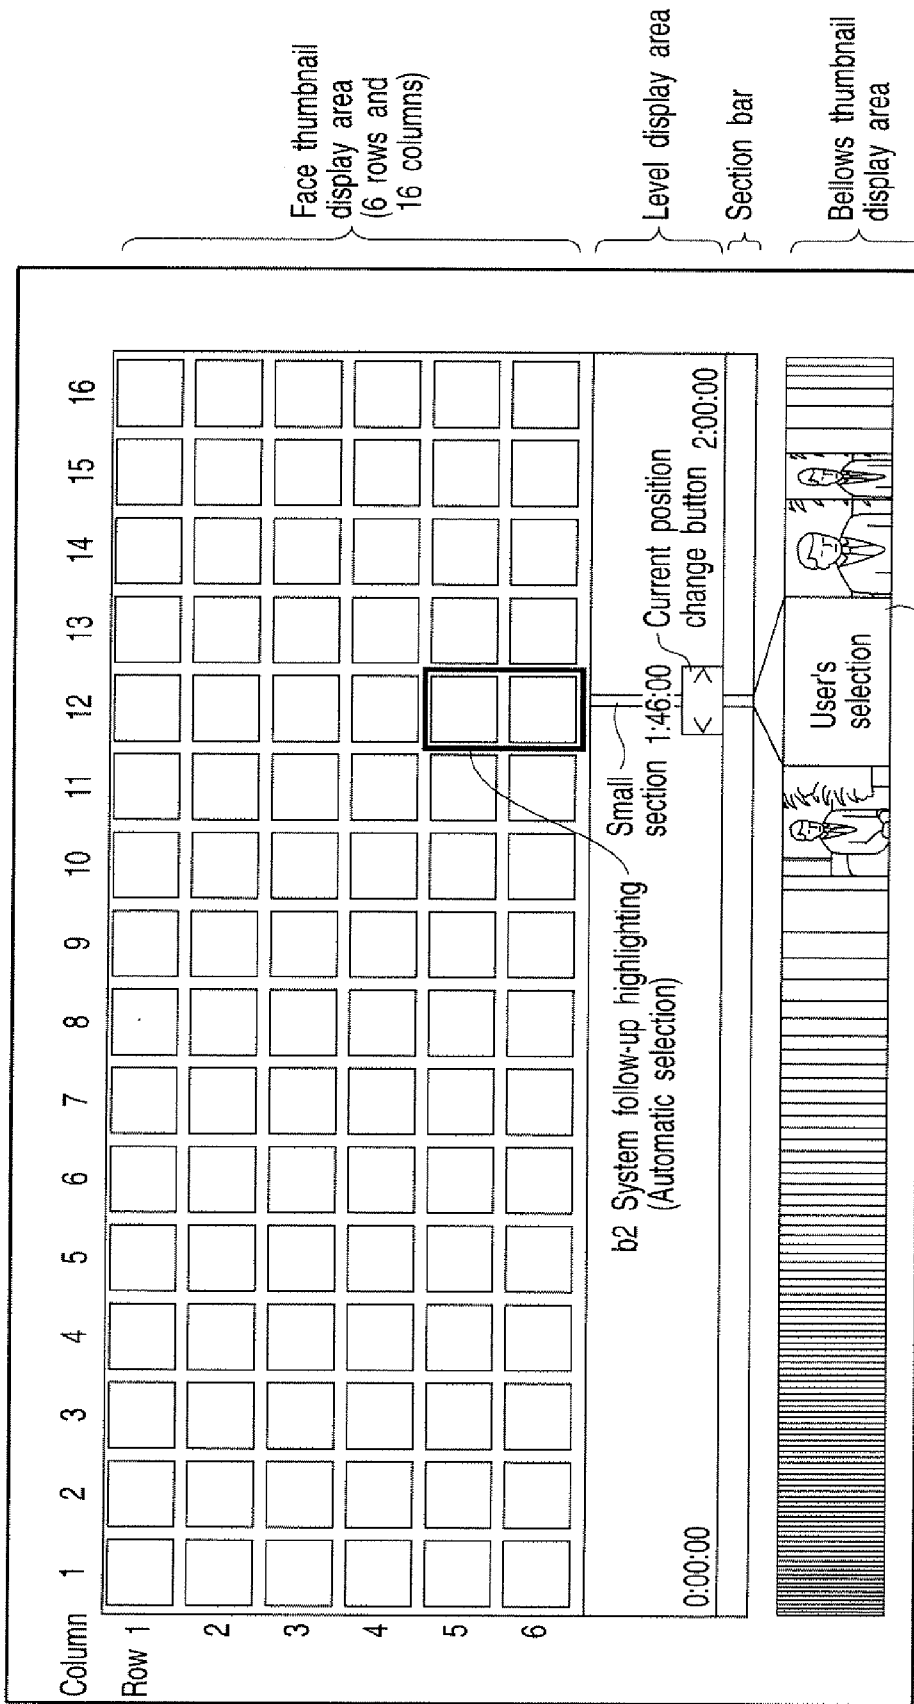 Column 1 2 3 4 5 6 7 8 9 10 11 12 13 14 15 16
Row 1
2
3
4
5
6
Face thumbnail
display area
(6 rows and
16 columns)
b2 System follow-up highlighting
(Automatic selection)
Small
section
1:46:00
Current position
change button
0:00:00
2:00:00
< >
Level display area
Section bar
User's
selection
Bellows thumbnail
display area